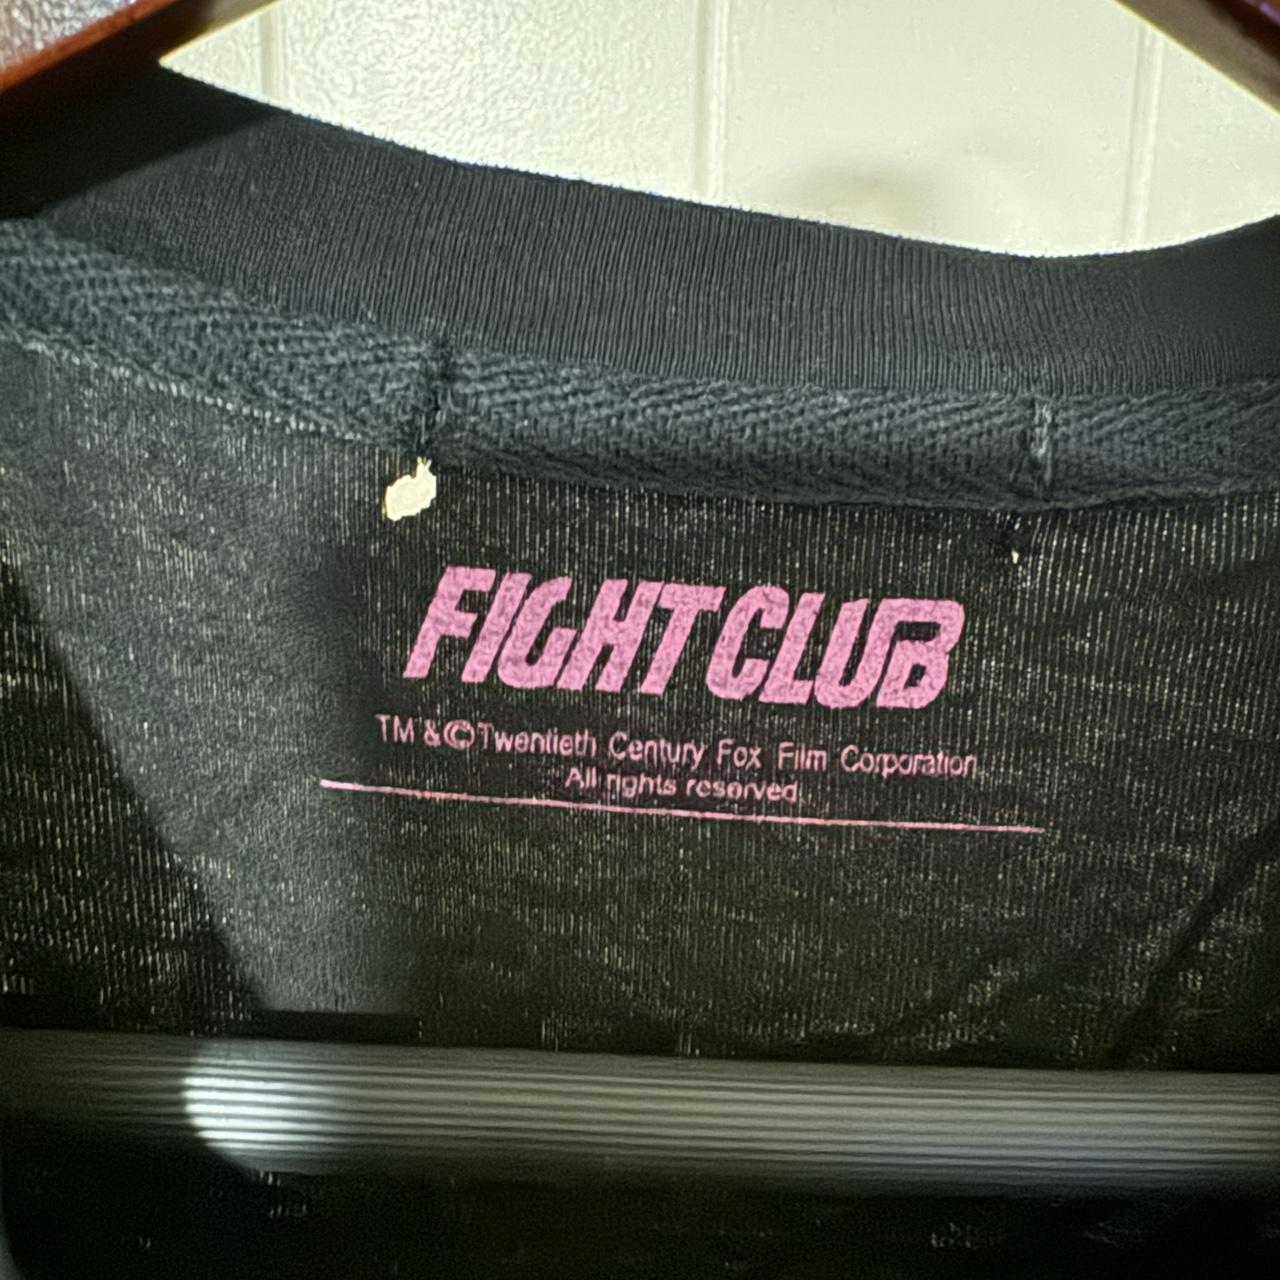 FIGHT CLUB
TM & © Twentieth Century Fox Film Corporation
All rights reserved.